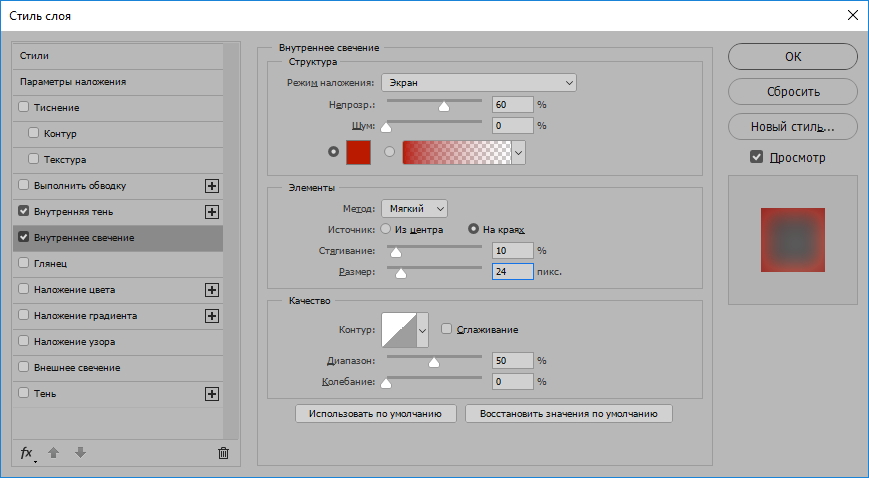 Стиль слоя
Стили
Параметры наложения
Тиснение
Контур
Текстура
Выполнить обводку
Внутренняя тень
Внутреннее свечение
Глянец
Наложение цвета
Наложение градиента
Наложение узора
Внешнее свечение
Тень
fx
Внутреннее свечение
Структура
Режим наложения: Экран
Непозр.: 60 %
Шум: 0 %
Элементы
Метод: Мягкий
Источник: Из центра На краях
Стягивание: 10 %
Размер: 24 пикс.
Качество
Контур: Сглаживание
Диапазон: 50 %
Колебание: 0 %
Использовать по умолчанию Восстановить значения по умолчанию
ОК
Сбросить
Новый стиль...
Просмотр